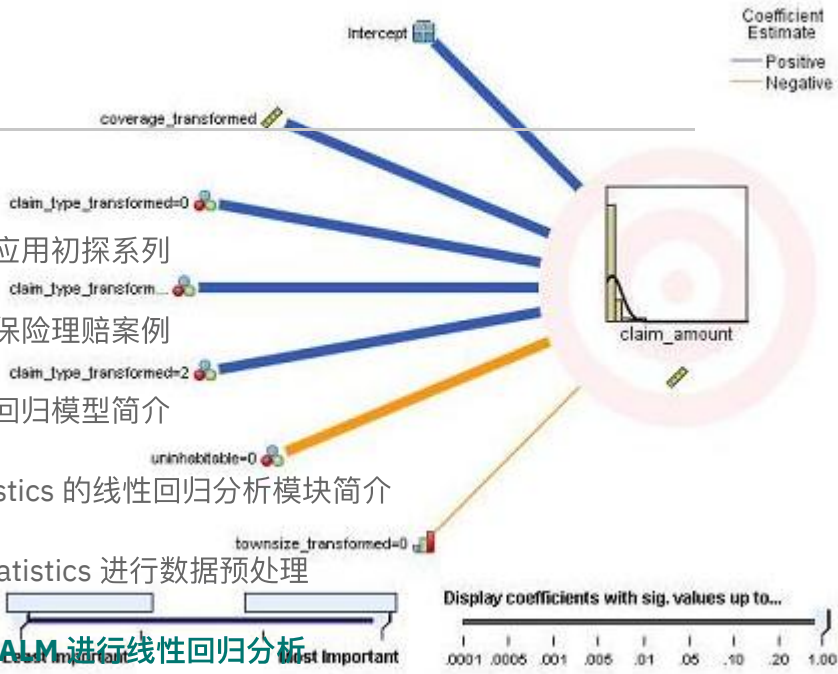 Intercept
Coefficient
Estimate
Positive
Negative
coverage_transformed
claim_type_transformed=0
应用初探系列
claim_type_transform...
保险理赔案例
claim_amount
claim_type_transformed=2
回归模型简介
uninhabitable=0
stics 的线性回归分析模块简介
townsize_transformed=0
atistics 进行数据预处理
Display coefficients with sig. values up to...
ALM 进行线性回归分析
Least Important
Most Important
.0001 .0005 .001 .005 .01 .05 .10 .20 1.00